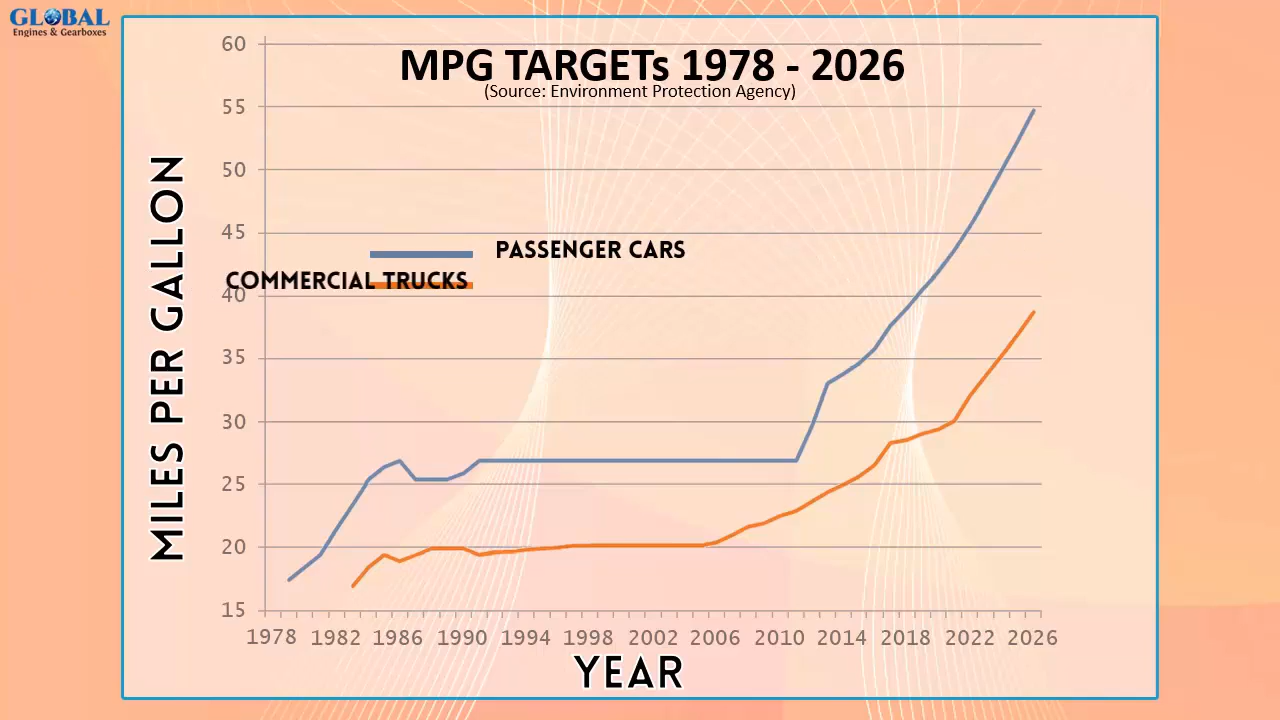 GLOBAL
Engines & Gearboxes
MPG TARGETs 1978 - 2026
(Source: Environment Protection Agency)
MILES PER GALLON
60
55
50
45
40
35
30
25
20
15
PASSENGER CARS
COMMERCIAL TRUCKS
1978 1982 1986 1990 1994 1998 2002 2006 2010 2014 2018 2022 2026
YEAR